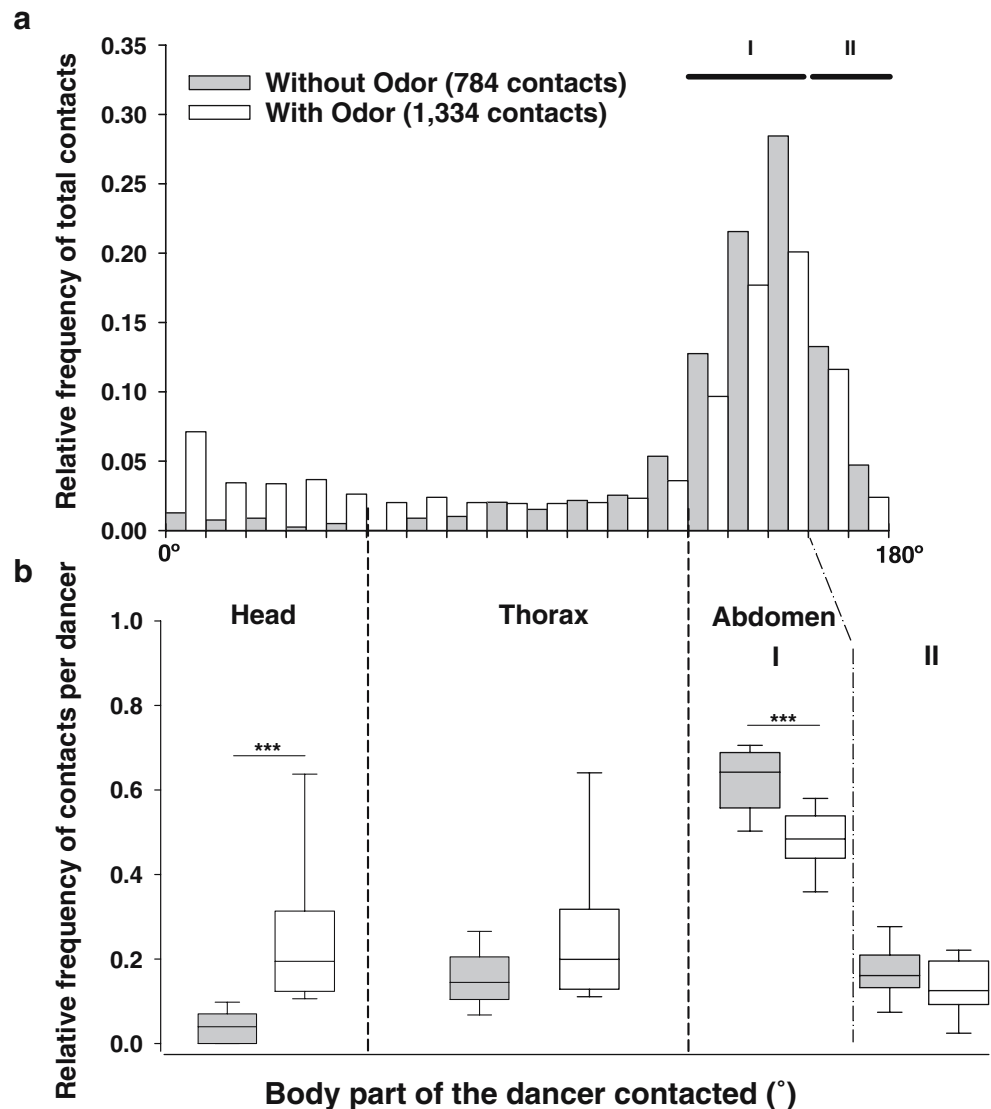 a
Relative frequency of total contacts
0.35
0.30
0.25
0.20
0.15
0.10
0.05
0.00
Without Odor (784 contacts)
With Odor (1,334 contacts)
I
II
0º
180º
b
Relative frequency of contacts per dancer
1.0
0.8
0.6
0.4
0.2
0.0
Head
Thorax
Abdomen
I
II
***
***
Body part of the dancer contacted (˚)